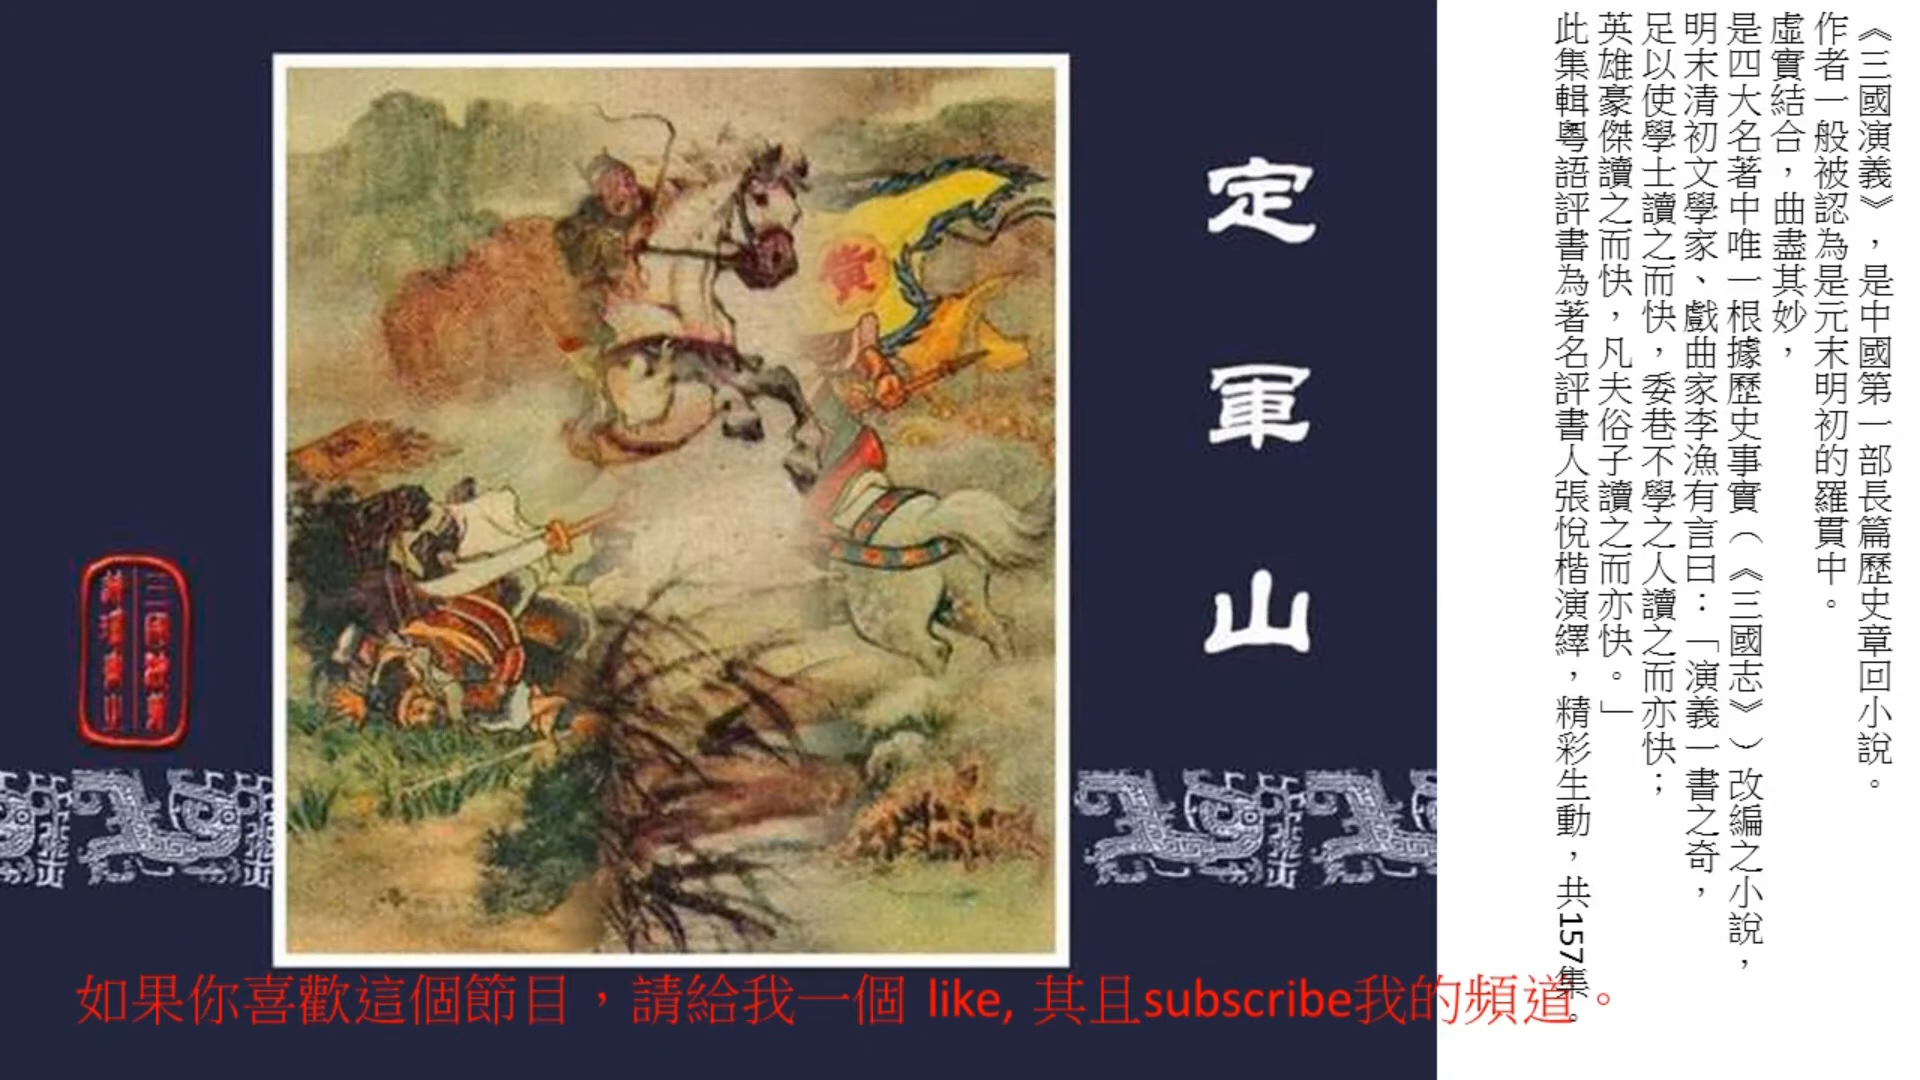 《三國演義》，是中國第一部長篇歷史章回小說。
作者一般被認為是元末明初的羅貫中。
虛實結合，曲盡其妙，
是四大名著中唯一根據歷史事實（《三國志》）改編之小說，
明末清初文學家、戲曲家李漁有言曰：「演義一書之奇，
足以使學士讀之而快，委巷不學之人讀之而亦快；
英雄豪傑讀之而快，凡夫俗子讀之而亦快。」
此集輯粵語評書為著名評書人張悅楷演繹，精彩生動，共157集。
定軍山
黃
如果你喜歡這個節目，請給我一個 like, 其且subscribe我的頻道。